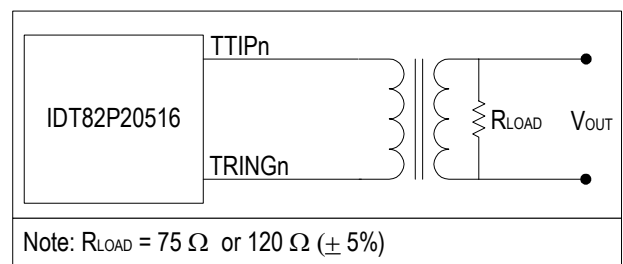 TTIPn
IDT82P20516
RLOAD
VOUT
TRINGn
Note: RLOAD = 75 Ω or 120 Ω (± 5%)